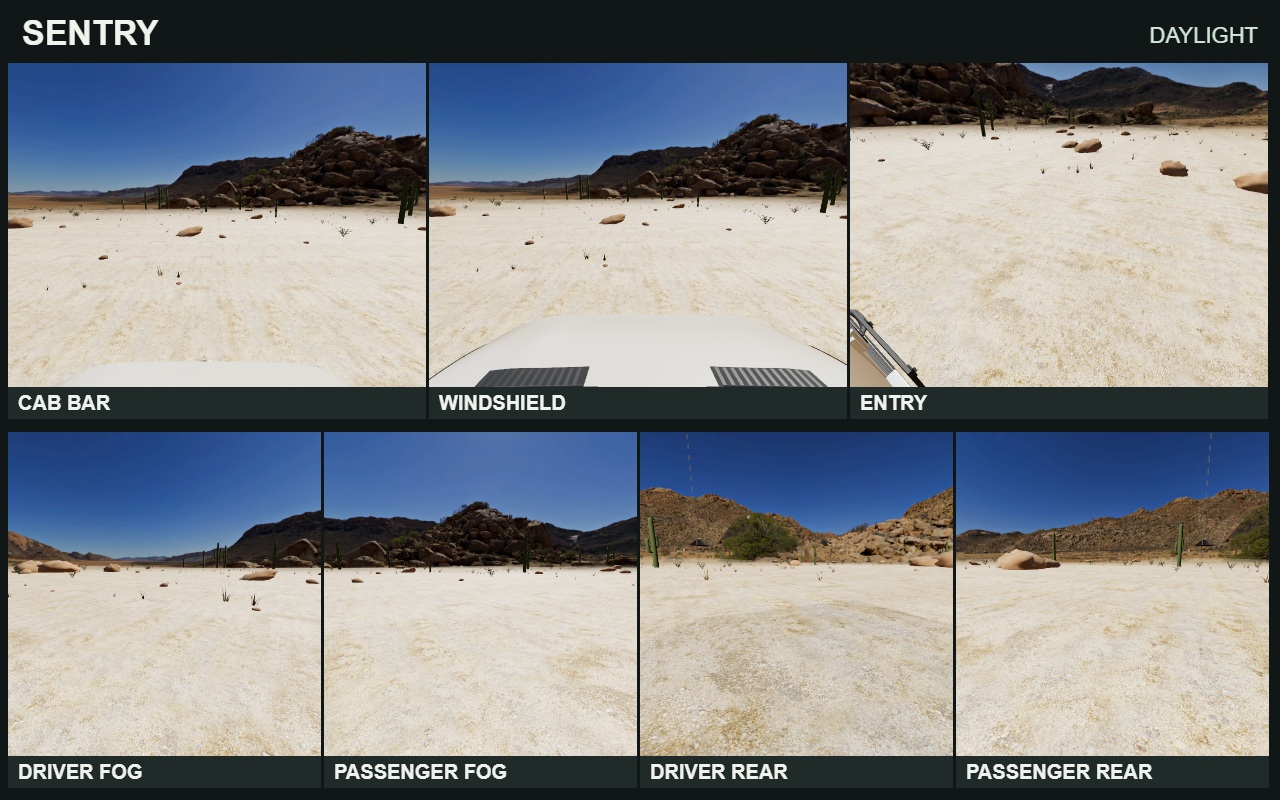 SENTRY
DAYLIGHT
CAB BAR
WINDSHIELD
ENTRY
DRIVER FOG
PASSENGER FOG
DRIVER REAR
PASSENGER REAR